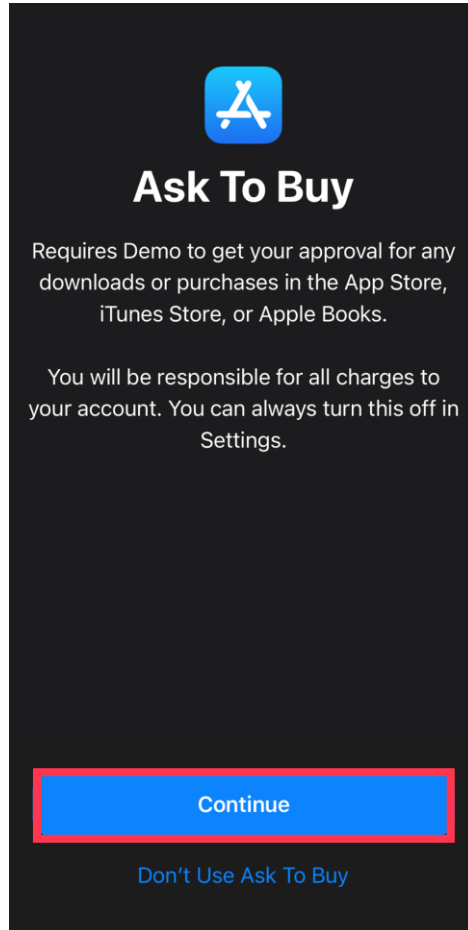 Ask To Buy
Requires Demo to get your approval for any
downloads or purchases in the App Store,
iTunes Store, or Apple Books.
You will be responsible for all charges to
your account. You can always turn this off in
Settings.
Continue
Don’t Use Ask To Buy